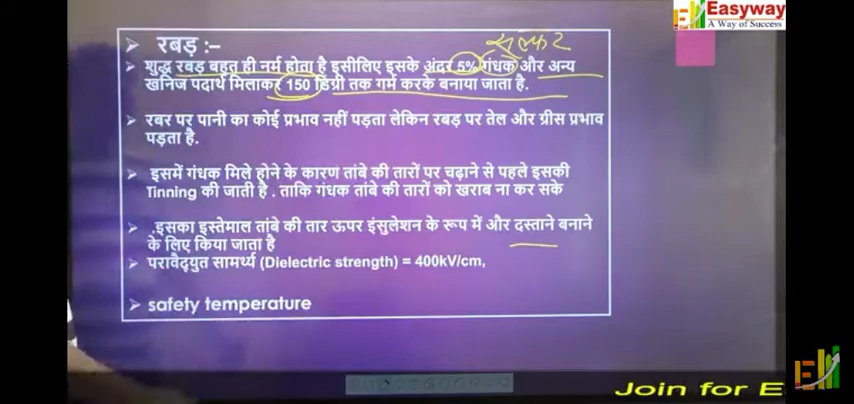 Easyway
A Way of Success
रबड़ :–
सल्फर
शुद्ध रबड़ बहुत ही नर्म होता है इसीलिए इसके अंदर 5% गंधक और अन्य
खनिज पदार्थ मिलाकर 150 डिग्री तक गर्म करके बनाया जाता है.
रबर पर पानी का कोई प्रभाव नहीं पड़ता लेकिन रबड़ पर तेल और ग्रीस प्रभाव
पड़ता है.
इसमें गंधक मिले होने के कारण तांबे की तारों पर चढ़ाने से पहले इसकी
Tinning की जाती है . ताकि गंधक तांबे की तारों को खराब ना कर सके
.इसका इस्तेमाल तांबे की तार ऊपर इंसुलेशन के रूप में और दस्ताने बनाने
के लिए किया जाता है
परावैद्युत सामर्थ्य (Dielectric strength) = 400kV/cm,
safety temperature
Join for E